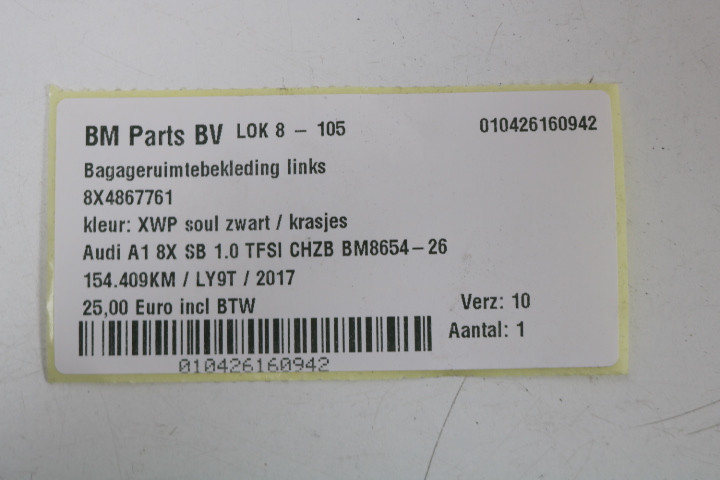 BM Parts BV LOK 8 - 105 010426160942
Bagageruimtebekleding links
8X4867761
kleur: XWP soul zwart / krasjes
Audi A1 8X SB 1.0 TFSI CHZB BM8654-26
154.409KM / LY9T / 2017
25,00 Euro incl BTW Verz: 10
Aantal: 1
010426160942